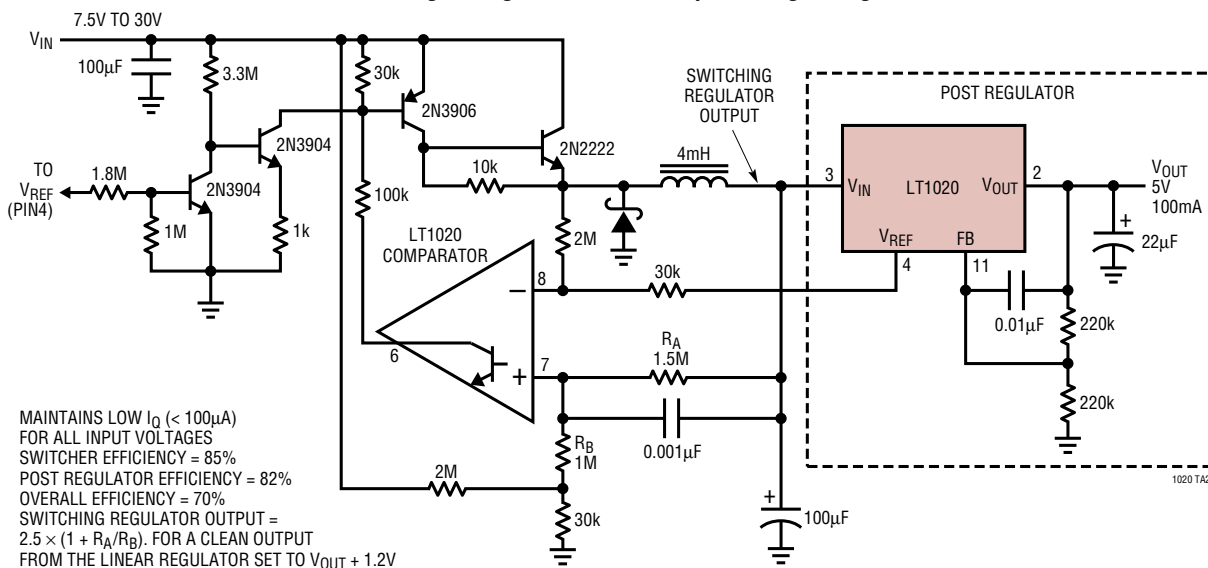 7.5V TO 30V
VIN
100µF
3.3M
30k
2N3906
2N3904
2N2222
TO
VREF
(PIN4)
1.8M
2N3904
1M
1k
100k
10k
SWITCHING
REGULATOR
OUTPUT
4mH
POST REGULATOR
3
VIN
LT1020
VOUT
2
VOUT
5V
100mA
VREF
FB
4
11
+
22µF
0.01µF
220k
220k
LT1020
COMPARATOR
2M
8
–
30k
6
7
+
RA
1.5M
0.001µF
RB
1M
2M
30k
+
100µF
1020 TA2
MAINTAINS LOW IQ (< 100µA)
FOR ALL INPUT VOLTAGES
SWITCHER EFFICIENCY = 85%
POST REGULATOR EFFICIENCY = 82%
OVERALL EFFICIENCY = 70%
SWITCHING REGULATOR OUTPUT =
2.5 × (1 + RA/RB). FOR A CLEAN OUTPUT
FROM THE LINEAR REGULATOR SET TO VOUT + 1.2V